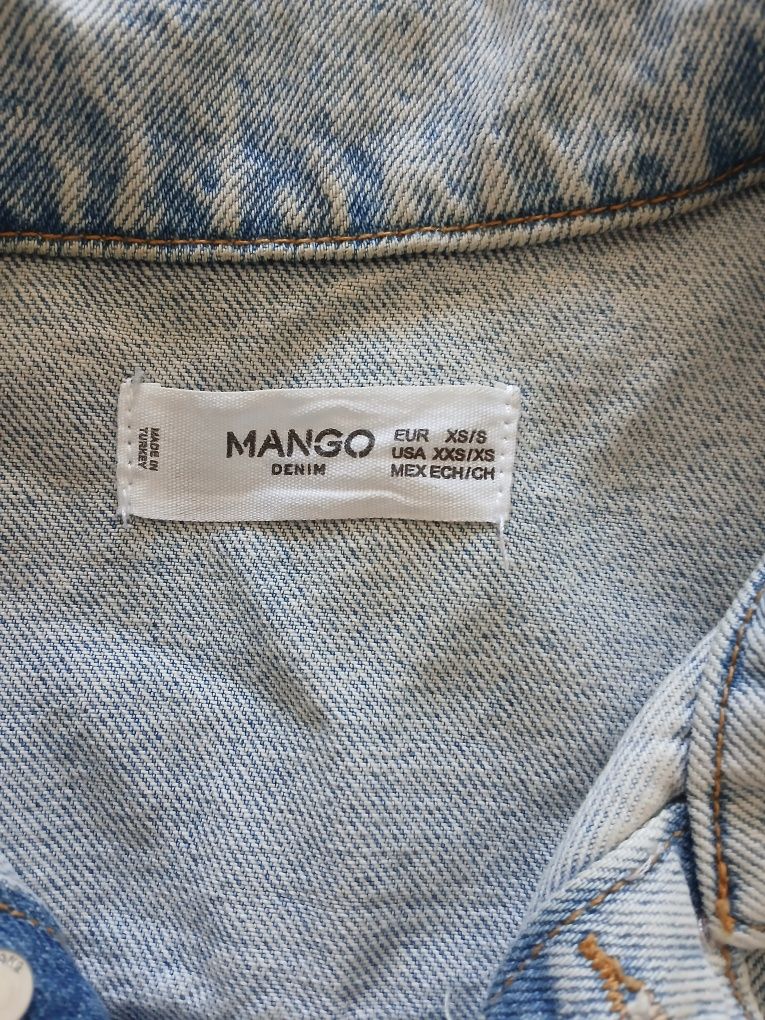 MADE IN
TURKEY
MANGO
DENIM
EUR XS/S
USA XXS/XS
MEX ECH/CH